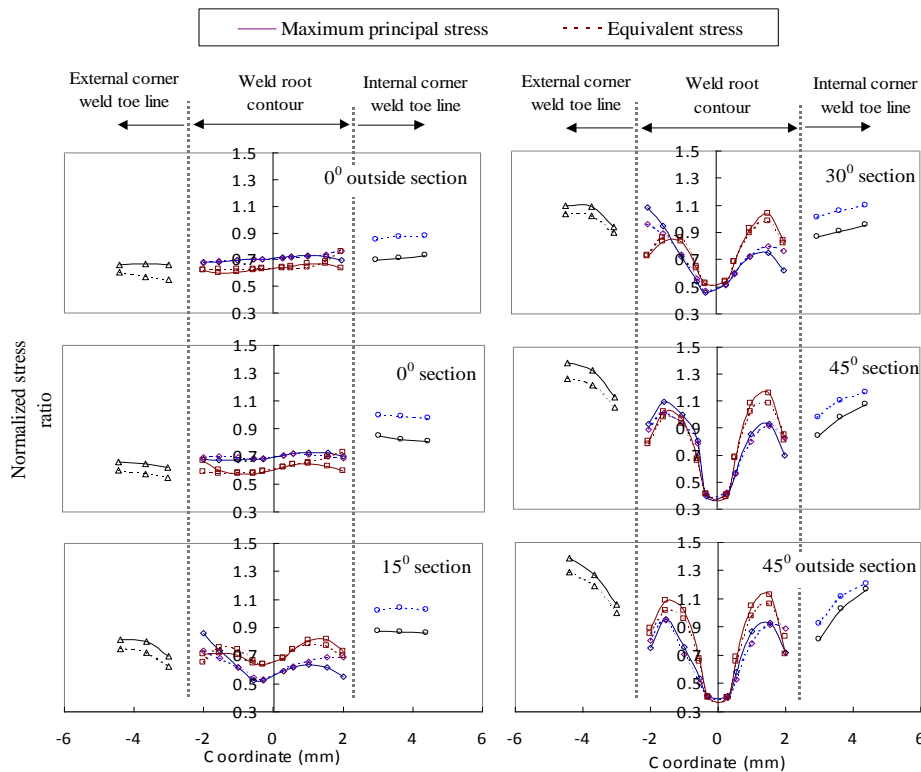 Maximum principal stress Equivalent stress
External corner weld toe line
Weld root contour
Internal corner weld toe line
External corner weld toe line
Weld root contour
Internal corner weld toe line
1.5
1.3
1.1
0.9
0.7
0.5
0.3
0⁰ outside section
1.5
1.3
1.1
0.9
0.7
0.5
0.3
30⁰ section
Normalized stress
ratio
1.5
1.3
1.1
0.9
0.7
0.5
0.3
0⁰ section
1.5
1.3
1.1
0.9
0.7
0.5
0.3
45⁰ section
1.5
1.3
1.1
0.9
0.7
0.5
0.3
15⁰ section
1.5
1.3
1.1
0.9
0.7
0.5
0.3
45⁰ outside section
-6 -4 -2 0 2 4 6
C oordinate (mm)
-6 -4 -2 0 2 4 6
C oordinate (mm)